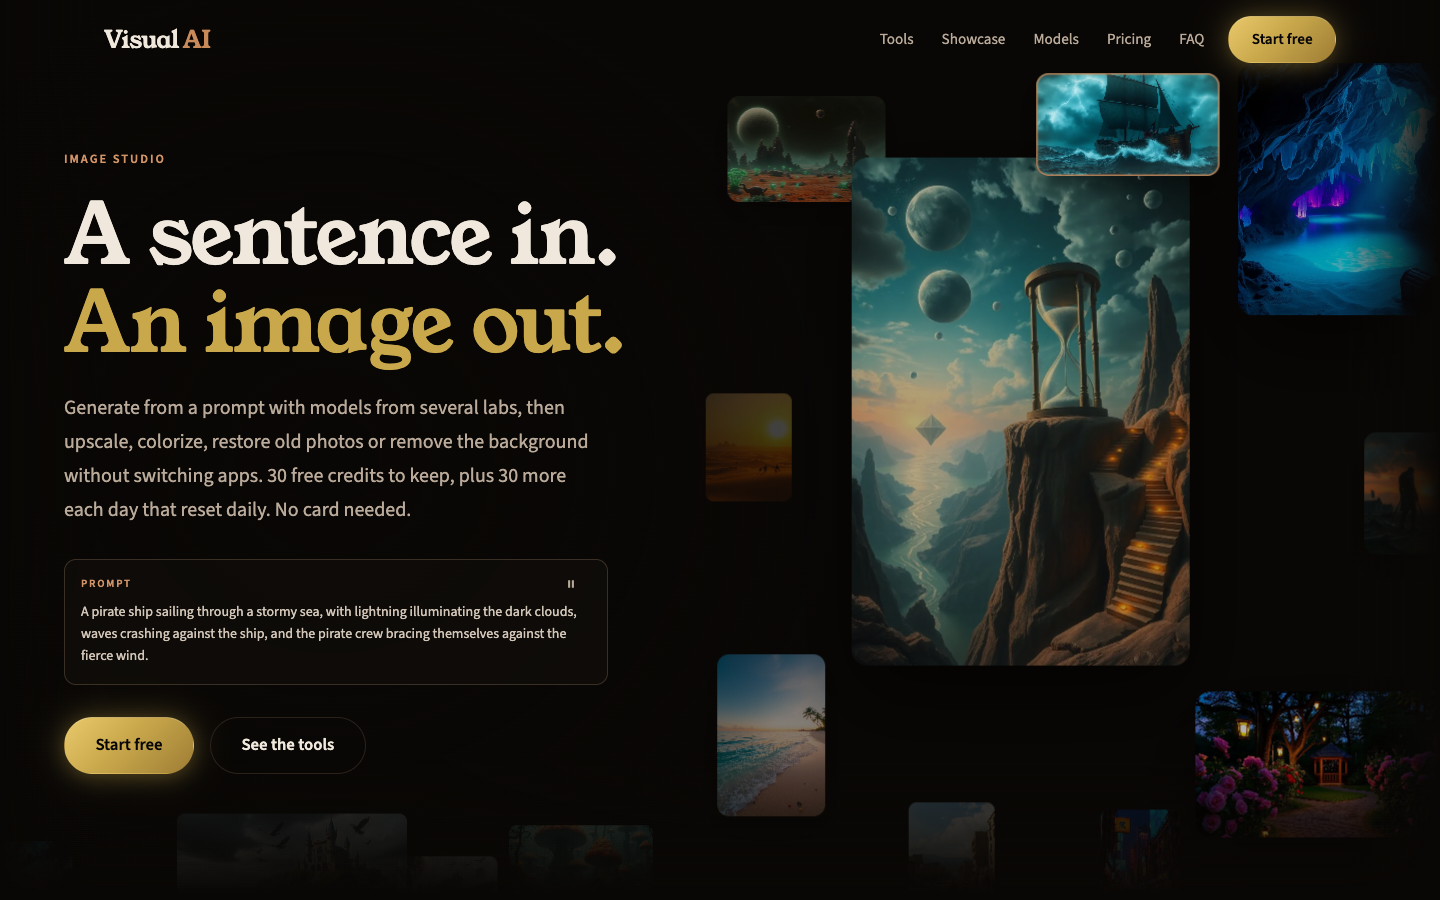 Visual AI
Tools
Showcase
Models
Pricing
FAQ
Start free
IMAGE STUDIO
A sentence in.
An image out.
Generate from a prompt with models from several labs, then
upscale, colorize, restore old photos or remove the background
without switching apps. 30 free credits to keep, plus 30 more
each day that reset daily. No card needed.
PROMPT
A pirate ship sailing through a stormy sea, with lightning illuminating the dark clouds,
waves crashing against the ship, and the pirate crew bracing themselves against the
fierce wind.
Start free
See the tools